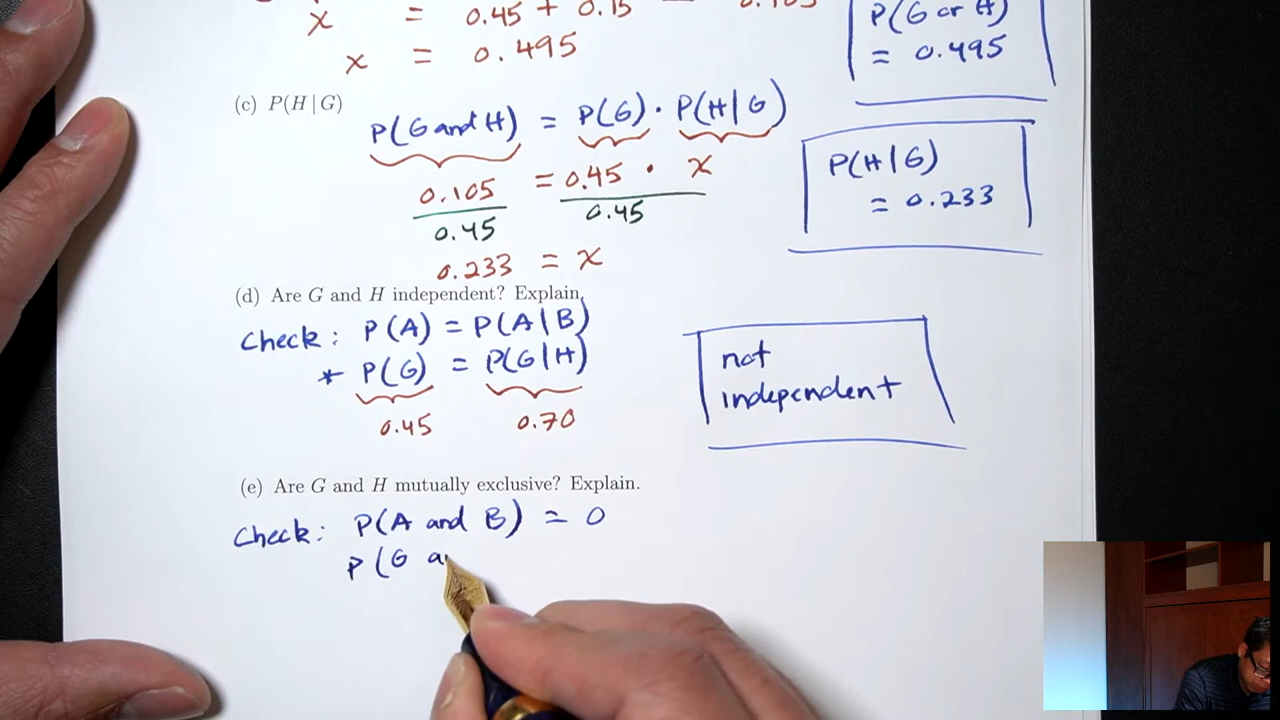 x = 0.45 + 0.15 - 0.105
x = 0.495
P(G or H)
= 0.495
(c) P(H | G)
P(G and H) = P(G) · P(H | G)
0.105 = 0.45 · x
0.45 0.45
0.233 = x
P(H | G)
= 0.233
(d) Are G and H independent? Explain.
Check: P(A) = P(A | B)
* P(G) = P(G | H)
0.45 0.70
not
independent
(e) Are G and H mutually exclusive? Explain.
Check: P(A and B) = 0
P(G a